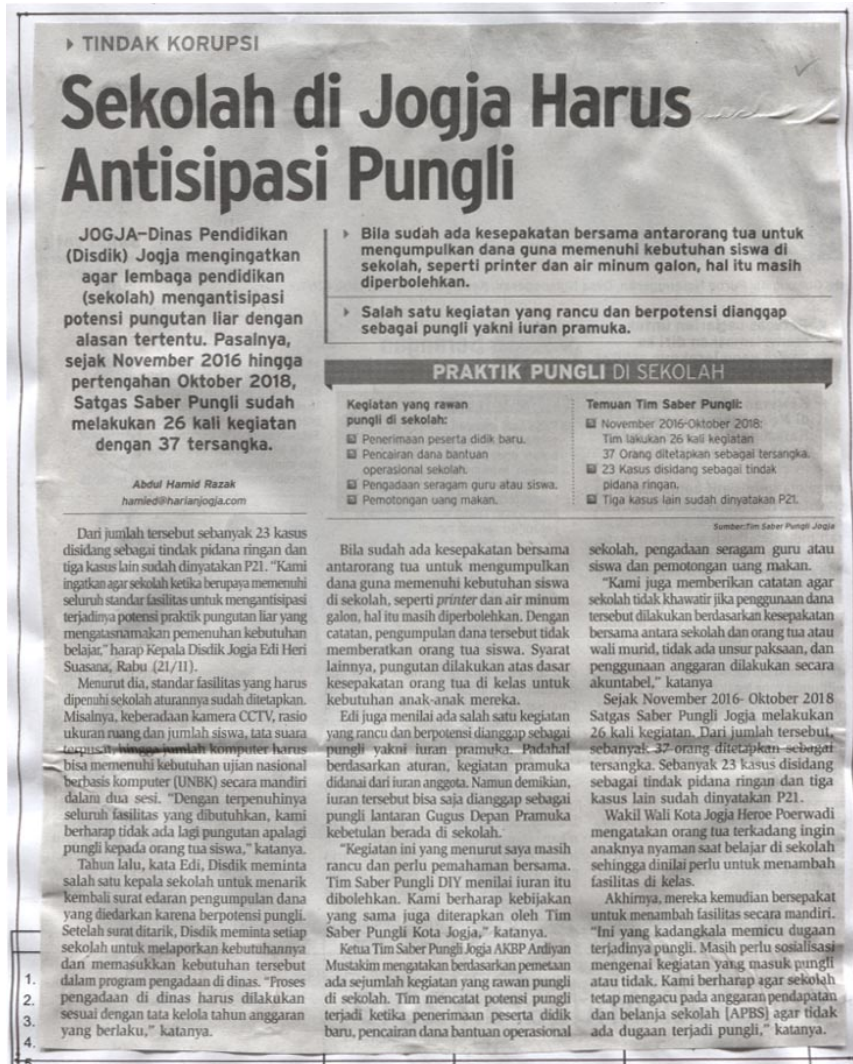 TINDAK KORUPSI
Sekolah di Jogja Harus
Antisipasi Pungli
JOGJA–Dinas Pendidikan
(Disdik) Jogja mengingatkan
agar lembaga pendidikan
(sekolah) mengantisipasi
potensi pungutan liar dengan
alasan tertentu. Pasalnya,
sejak November 2016 hingga
pertengahan Oktober 2018,
Satgas Saber Pungli sudah
melakukan 26 kali kegiatan
dengan 37 tersangka.
Abdul Hamid Razak
hamied@harianjogja.com
Bila sudah ada kesepakatan bersama antarorang tua untuk
mengumpulkan dana guna memenuhi kebutuhan siswa di
sekolah, seperti printer dan air minum galon, hal itu masih
diperbolehkan.
Salah satu kegiatan yang rancu dan berpotensi dianggap
sebagai pungli yakni iuran pramuka.
PRAKTIK PUNGLI DI SEKOLAH
Kegiatan yang rawan
pungli di sekolah:
Penerimaan peserta didik baru.
Pencairan dana bantuan
operasional sekolah.
Pengadaan seragam guru atau siswa.
Pemotongan uang makan.
Temuan Tim Saber Pungli:
November 2016-Oktober 2018:
Tim lakukan 26 kali kegiatan
37 Orang ditetapkan sebagai tersangka.
23 Kasus disidang sebagai tindak
pidana ringan.
Tiga kasus lain sudah dinyatakan P21.
Sumber:Tim Saber Pungli Jogja
Dari jumlah tersebut sebanyak 23 kasus
disidang sebagai tindak pidana ringan dan
tiga kasus lain sudah dinyatakan P21. “Kami
ingatkan agar sekolah ketika berupaya memenuhi
seluruh standar fasilitas untuk mengantisipasi
terjadinya potensi praktik pungutan liar yang
mengatasnamakan pemenuhan kebutuhan
belajar,” harap Kepala Disdik Jogja Edi Heri
Suasana, Rabu (21/11).
Menurut dia, standar fasilitas yang harus
dipenuhi sekolah aturannya sudah ditetapkan.
Misalnya, keberadaan kamera CCTV, rasio
ukuran ruang dan jumlah siswa, tata suara
terpusat, hingga jumlah komputer harus
bisa memenuhi kebutuhan ujian nasional
berbasis komputer (UNBK) secara mandiri
dalam dua sesi. “Dengan terpenuhinya
seluruh fasilitas yang dibutuhkan, kami
berharap tidak ada lagi pungutan apalagi
pungli kepada orang tua siswa,” katanya.
Tahun lalu, kata Edi, Disdik meminta
salah satu kepala sekolah untuk menarik
kembali surat edaran pengumpulan dana
yang diedarkan karena berpotensi pungli.
Setelah surat ditarik, Disdik meminta setiap
sekolah untuk melaporkan kebutuhannya
dan memasukkan kebutuhan tersebut
dalam program pengadaan di dinas. “Proses
pengadaan di dinas harus dilakukan
sesuai dengan tata kelola tahun anggaran
yang berlaku,” katanya.
Bila sudah ada kesepakatan bersama
antarorang tua untuk mengumpulkan
dana guna memenuhi kebutuhan siswa
di sekolah, seperti printer dan air minum
galon, hal itu masih diperbolehkan. Dengan
catatan, pengumpulan dana tersebut tidak
memberatkan orang tua siswa. Syarat
lainnya, pungutan dilakukan atas dasar
kesepakatan orang tua di kelas untuk
kebutuhan anak-anak mereka.
Edi juga menilai ada salah satu kegiatan
yang rancu dan berpotensi dianggap sebagai
pungli yakni iuran pramuka. Padahal
berdasarkan aturan, kegiatan pramuka
didanai dari iuran anggota. Namun demikian,
iuran tersebut bisa saja dianggap sebagai
pungli lantaran Gugus Depan Pramuka
kebetulan berada di sekolah.
“Kegiatan ini yang menurut saya masih
rancu dan perlu pemahaman bersama.
Tim Saber Pungli DIY menilai iuran itu
dibolehkan. Kami berharap kebijakan
yang sama juga diterapkan oleh Tim
Saber Pungli Kota Jogja,” katanya.
Ketua Tim Saber Pungli Jogja AKBP Ardiyan
Mustakim mengatakan berdasarkan pemetaan
ada sejumlah kegiatan yang rawan pungli
di sekolah. Tim mencatat potensi pungli
terjadi ketika penerimaan peserta didik
baru, pencairan dana bantuan operasional
sekolah, pengadaan seragam guru atau
siswa dan pemotongan uang makan.
“Kami juga memberikan catatan agar
sekolah tidak khawatir jika penggunaan dana
tersebut dilakukan berdasarkan kesepakatan
bersama antara sekolah dan orang tua atau
wali murid, tidak ada unsur paksaan, dan
penggunaan anggaran dilakukan secara
akuntabel,” katanya
Sejak November 2016- Oktober 2018
Satgas Saber Pungli Jogja melakukan
26 kali kegiatan. Dari jumlah tersebut,
sebanyak 37 orang ditetapkan sebagai
tersangka. Sebanyak 23 kasus disidang
sebagai tindak pidana ringan dan tiga
kasus lain sudah dinyatakan P21.
Wakil Wali Kota Jogja Heroe Poerwadi
mengatakan orang tua terkadang ingin
anaknya nyaman saat belajar di sekolah
sehingga dinilai perlu untuk menambah
fasilitas di kelas.
Akhirnya, mereka kemudian bersepakat
untuk menambah fasilitas secara mandiri.
“Ini yang kadangkala memicu dugaan
terjadinya pungli. Masih perlu sosialisasi
mengenai kegiatan yang masuk pungli
atau tidak. Kami berharap agar sekolah
tetap mengacu pada anggaran pendapatan
dan belanja sekolah [APBS] agar tidak
ada dugaan terjadi pungli,” katanya.
1.
2.
3.
4.